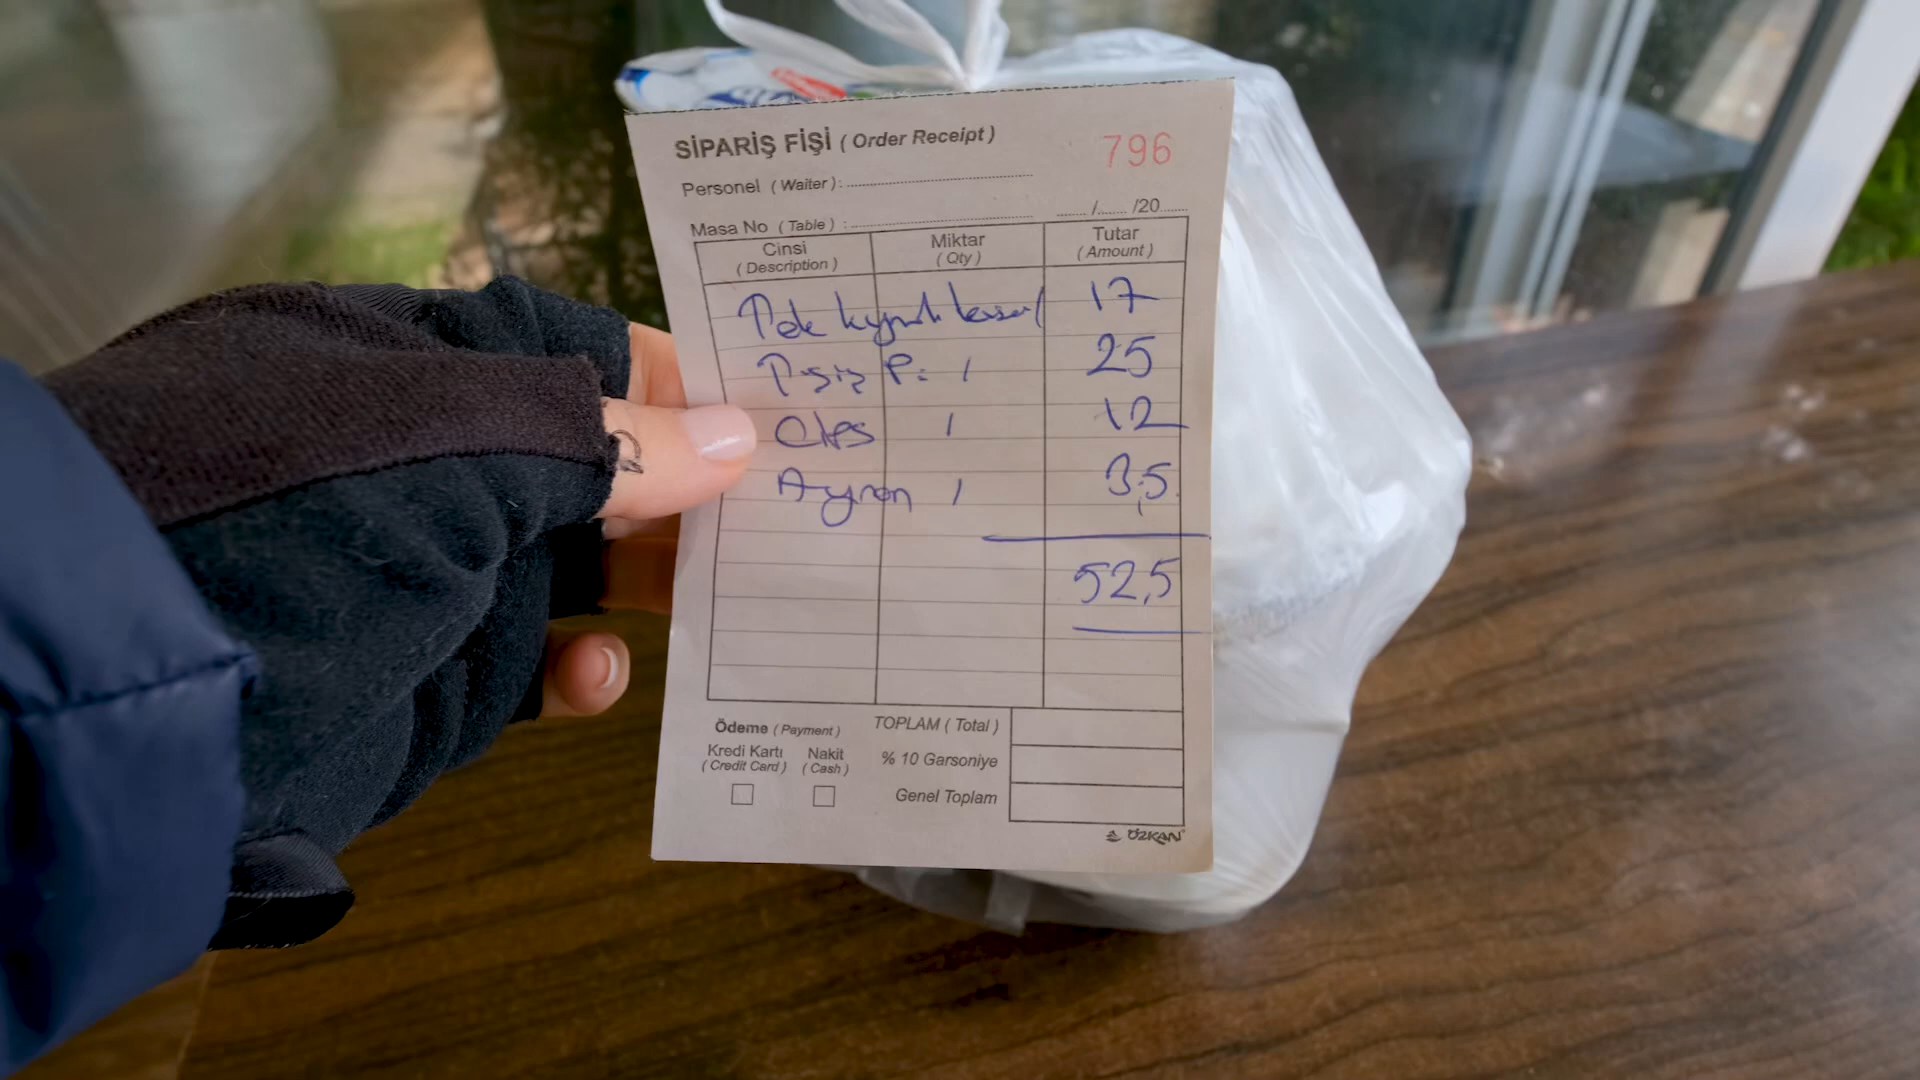 SİPARİŞ FİŞİ ( Order Receipt )
796
Personel ( Waiter ) :
Masa No ( Table ) :
/ /20
Cinsi Miktar Tutar
( Description ) ( Qty ) ( Amount )
17
P. 1 25
1 12
Ayran 1 3,5
52,5
Ödeme ( Payment ) TOPLAM ( Total )
Kredi Kartı Nakit
( Credit Card ) ( Cash )
% 10 Garsoniye
Genel Toplam
ÖZKAN